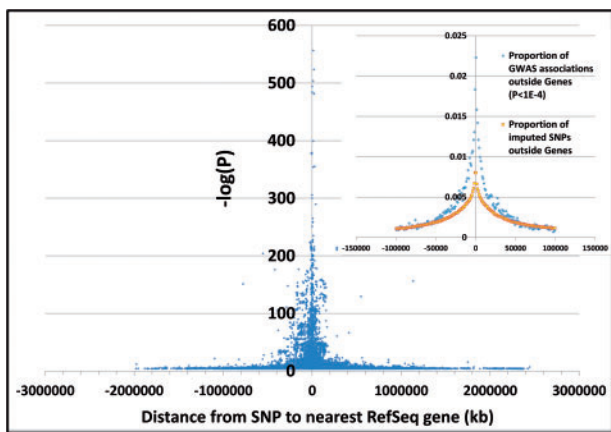 600
500
400
300
200
100
0
-log(P)
-3000000 -2000000 -1000000 0 1000000 2000000 3000000
Distance from SNP to nearest RefSeq gene (kb)
0.025
0.02
0.015
0.01
0.005
0
-150000 -100000 -50000 0 50000 100000 150000
Proportion of
GWAS associations
outside Genes
(P<1E-4)
Proportion of
imputed SNPs
outside Genes